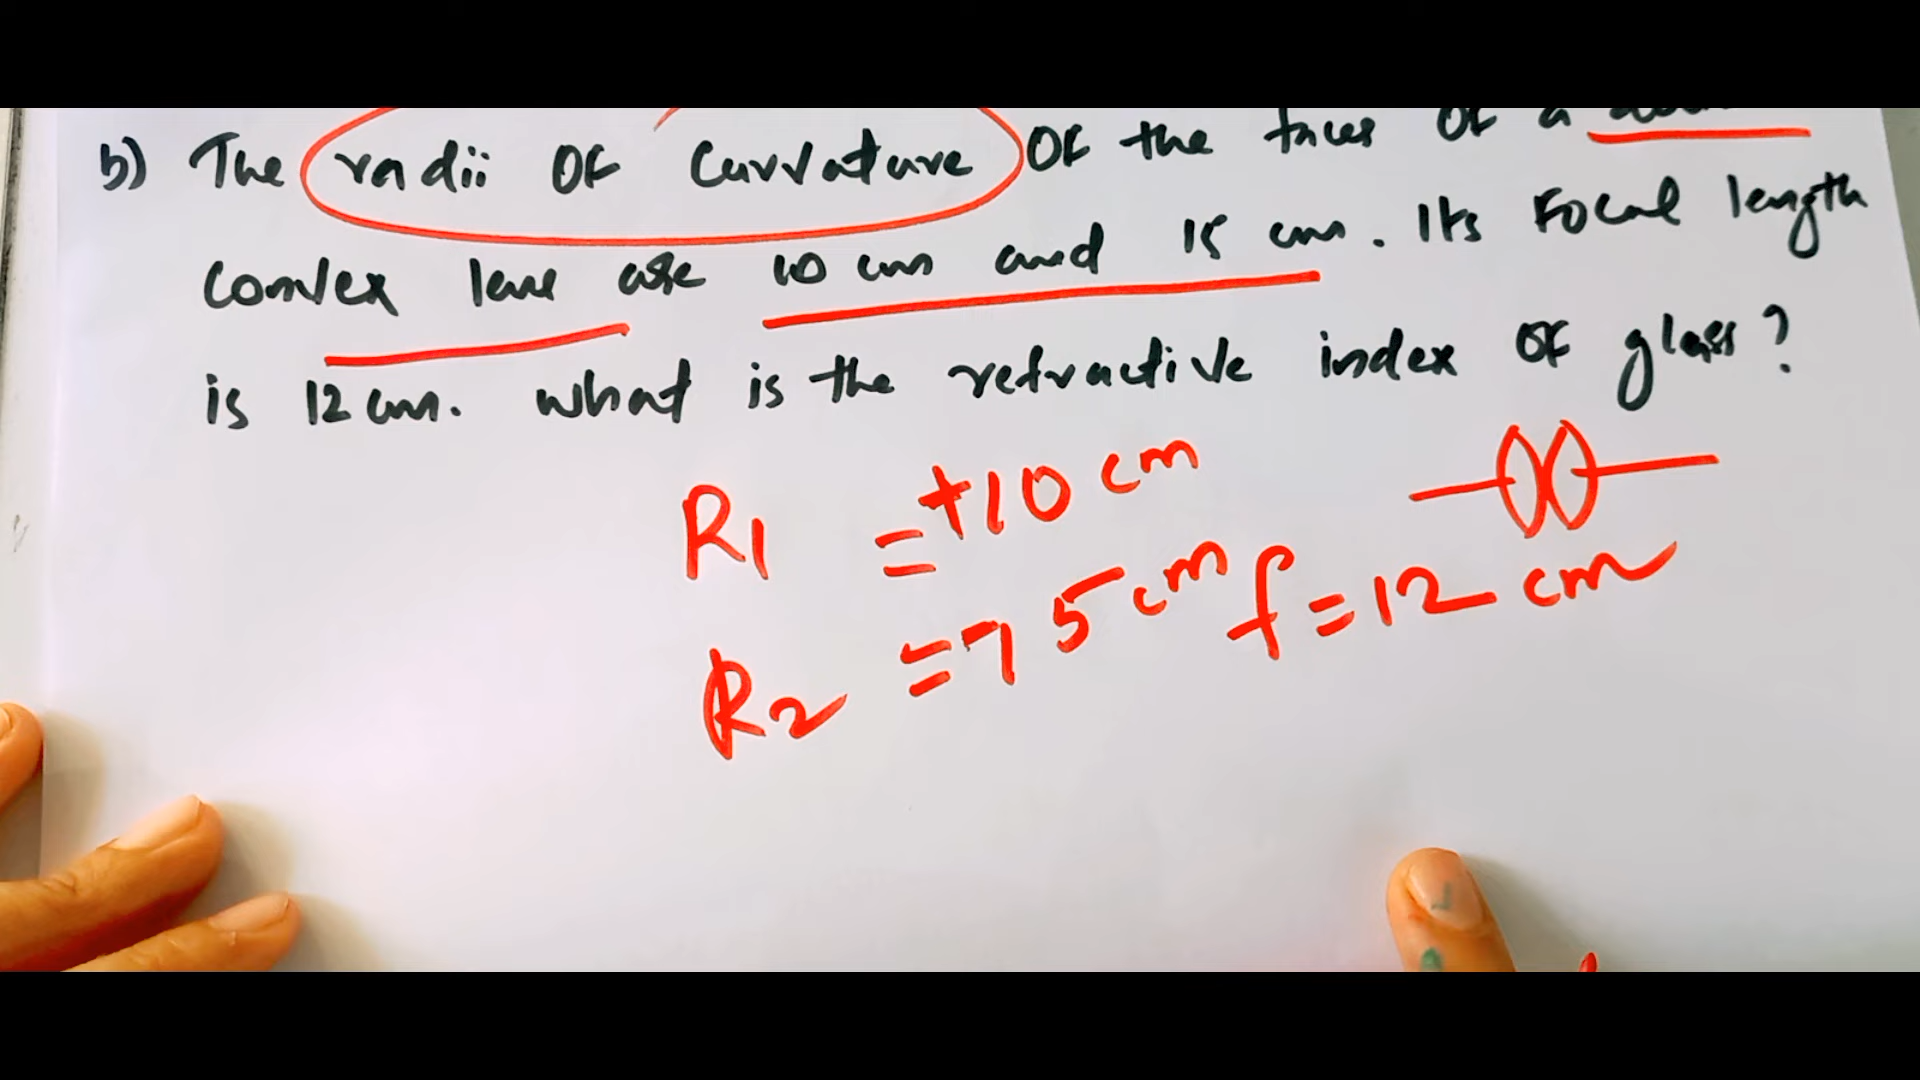 b) The radii of curvature of the faces of a
convex lens are 10 cm and 15 cm. Its focal length
is 12 cm. What is the refractive index of glass?
R1 = +10 cm
R2 = -15 cm f = 12 cm